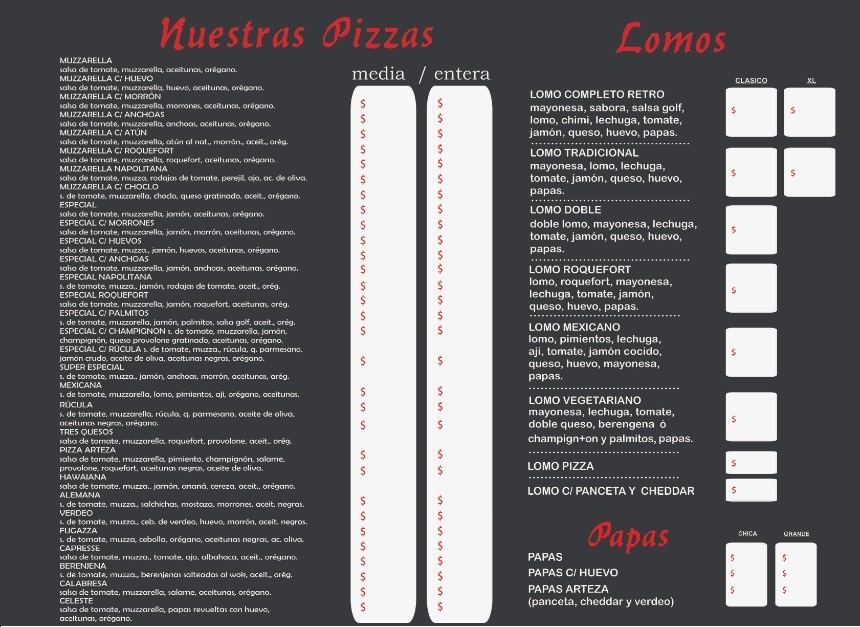 Nuestras Pizzas
media / entera
MUZZARELLA
salsa de tomate, muzzarella, aceitunas, orégano.
MUZZARELLA C/ HUEVO
salsa de tomate, muzzarella, huevo, aceitunas, orégano.
MUZZARELLA C/ MORRÓN
salsa de tomate, muzzarella, morrones, aceitunas, orégano.
MUZZARELLA C/ ANCHOAS
salsa de tomate, muzzarella, anchoas, aceitunas, orégano.
MUZZARELLA C/ ATÚN
salsa de tomate, muzzarella, atún al nat., morrón., aceit., orég.
MUZZARELLA C/ ROQUEFORT
salsa de tomate, muzzarella, roquefort, aceitunas, orégano.
MUZZARELLA NAPOLITANA
salsa de tomate, muzza, rodajas de tomate, perejil, ajo, ac. de oliva.
MUZZARELLA C/ CHOCLO
s. de tomate, muzzarella, choclo, queso gratinado, aceit., orégano.
ESPECIAL
salsa de tomate, muzzarella, jamón, aceitunas, orégano.
ESPECIAL C/ MORRONES
salsa de tomate, muzzarella, jamón, morrón, aceitunas, orégano.
ESPECIAL C/ HUEVOS
salsa de tomate, muzza., jamón, huevos, aceitunas, orégano.
ESPECIAL C/ ANCHOAS
salsa de tomate, muzzarella, jamón, anchoas, aceitunas, orégano.
ESPECIAL NAPOLITANA
s. de tomate, muzza., jamón, rodajas de tomate, aceit., orég.
ESPECIAL ROQUEFORT
salsa de tomate, muzzarella, jamón, roquefort, aceitunas, orég.
ESPECIAL C/ PALMITOS
s. de tomate, muzzarella, jamón, palmitos, salsa golf, aceit., orég.
ESPECIAL C/ CHAMPIGNON s. de tomate, muzzarella, jamón,
champignón, queso provolone gratinado, aceitunas, orégano.
ESPECIAL C/ RÚCULA s. de tomate, muzza., rúcula, q. parmesano,
jamón crudo, aceite de oliva, aceitunas negras, orégano.
SUPER ESPECIAL
s. de tomate, muzza., jamón, anchoas, morrón, aceitunas, orég.
MEXICANA
s. de tomate, muzzarella, lomo, pimientos, ají, orégano, aceitunas.
RÚCULA
s. de tomate, muzzarella, rúcula, q. parmesano, aceite de oliva,
aceitunas negras, orégano.
TRES QUESOS
salsa de tomate, muzzarella, roquefort, provolone, aceit., orég.
PIZZA ARTEZA
salsa de tomate, muzzarella, pimiento, champignón, salame,
provolone, roquefort, aceitunas negras, aceite de oliva.
HAWAIANA
salsa de tomate, muzza., jamón, ananá, cereza, aceit., orégano.
ALEMANA
s. de tomate, muzza., salchichas, mostaza, morrones, aceit. negras.
VERDEO
s. de tomate, muzza., ceb. de verdeo, huevo, morrón, aceit. negras.
FUGAZZA
s. de tomate, muzza, cebolla, orégano, aceitunas negras, ac. oliva.
CAPRESSE
salsa de tomate, muzza., tomate, ajo, albahaca, aceit., orégano.
BERENJENA
s. de tomate, muzza., berenjenas salteadas al wok, aceit., orég.
CALABRESA
salsa de tomate, muzzarella, salame, aceitunas, orégano.
CELESTE
salsa de tomate, muzzarella, papas revueltas con huevo,
aceitunas, orégano.
Lomos
CLASICO XL
LOMO COMPLETO RETRO
mayonesa, sabora, salsa golf,
lomo, chimi, lechuga, tomate, $ $
jamón, queso, huevo, papas.
LOMO TRADICIONAL
mayonesa, lomo, lechuga,
tomate, jamón, queso, huevo, $ $
papas.
LOMO DOBLE
doble lomo, mayonesa, lechuga, $
tomate, jamón, queso, huevo,
papas.
LOMO ROQUEFORT
lomo, roquefort, mayonesa,
lechuga, tomate, jamón, $
queso, huevo, papas.
LOMO MEXICANO
lomo, pimientos, lechuga,
ají, tomate, jamón cocido, $
queso, huevo, mayonesa,
papas.
LOMO VEGETARIANO
mayonesa, lechuga, tomate,
doble queso, berengena ó $
champign+on y palmitos, papas.
LOMO PIZZA $
LOMO C/ PANCETA Y CHEDDAR $
Papas
CHICA GRANDE
PAPAS $ $
PAPAS C/ HUEVO $ $
PAPAS ARTEZA $ $
(panceta, cheddar y verdeo)